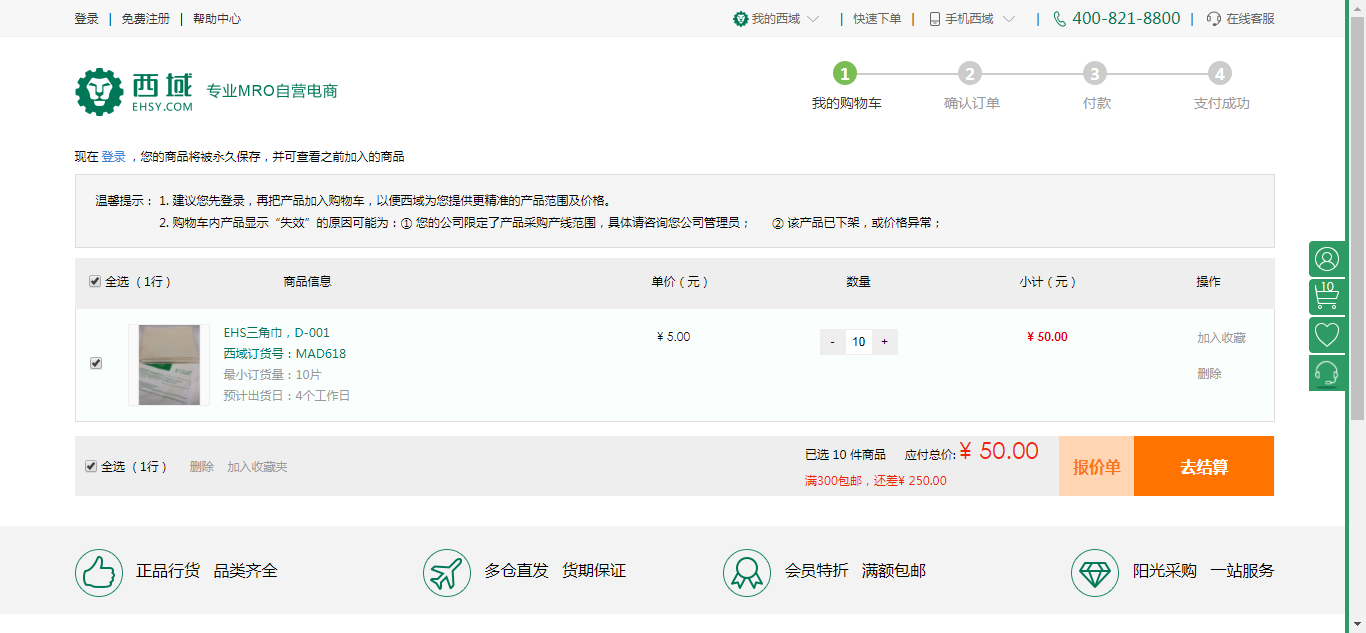 登录 | 免费注册 | 帮助中心 我的西域 | 快速下单 | 手机西域 | 400-821-8800 | 在线客服
西域 EHSY.COM 专业MRO自营电商
1 2 3 4
我的购物车 确认订单 付款 支付成功
现在 登录 ，您的商品将被永久保存，并可查看之前加入的商品
温馨提示： 1. 建议您先登录，再把产品加入购物车，以便西域为您提供更精准的产品范围及价格。
2. 购物车内产品显示“失效”的原因可能为：① 您的公司限定了产品采购产线范围，具体请咨询您公司管理员； ② 该产品已下架，或价格异常；
全选（1行） 商品信息 单价（元） 数量 小计（元） 操作
EHS三角巾，D-001
西域订货号：MAD618
最小订货量：10片
预计出货日：4个工作日
¥ 5.00 - 10 + ¥ 50.00 加入收藏
删除
10
全选（1行） 删除 加入收藏夹
已选 10 件商品 应付总价: ¥ 50.00
满300包邮，还差¥ 250.00
报价单 去结算
正品行货 品类齐全 多仓直发 货期保证 会员特折 满额包邮 阳光采购 一站服务